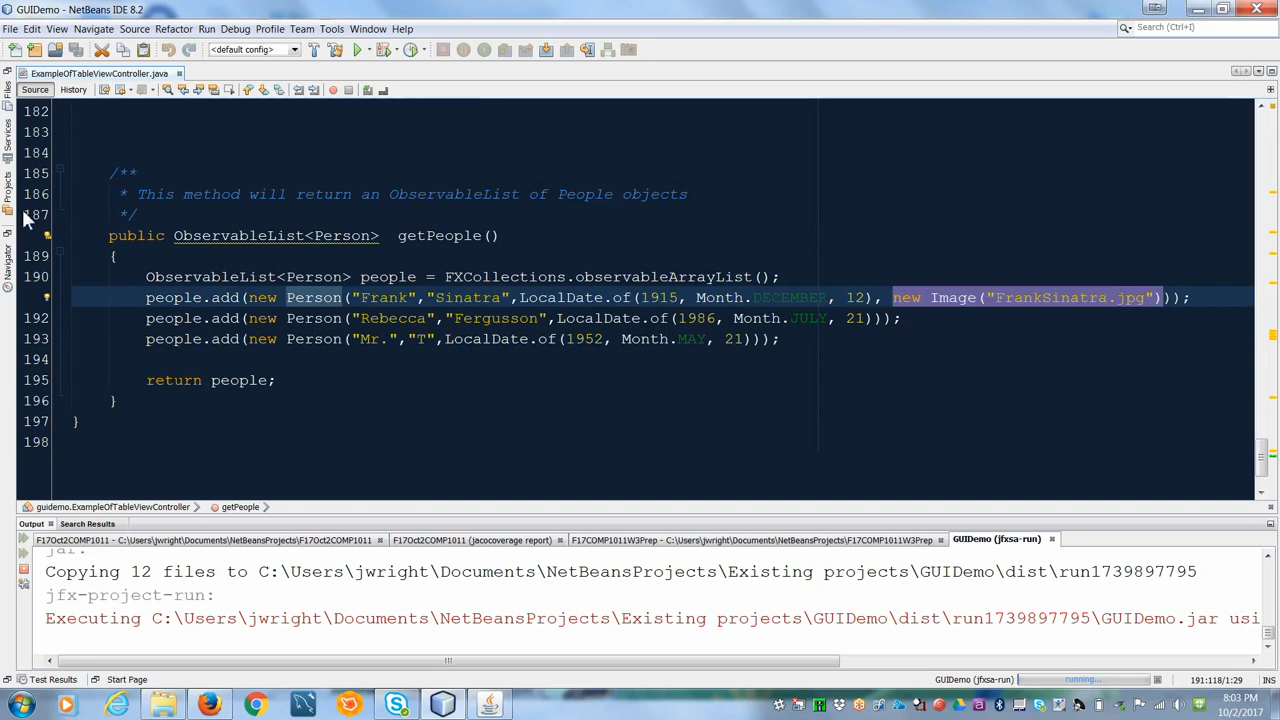 GUIDemo - NetBeans IDE 8.2
File Edit View Navigate Source Refactor Run Debug Profile Team Tools Window Help
Search (Ctrl+I)
<default config>
ExampleOfTableViewController.java
Source History
Files
Services
Projects
Navigator
182
183
184
185 /**
186 * This method will return an ObservableList of People objects
187 */
public ObservableList<Person> getPeople()
189 {
190 ObservableList<Person> people = FXCollections.observableArrayList();
people.add(new Person("Frank","Sinatra",LocalDate.of(1915, Month.DECEMBER, 12), new Image("FrankSinatra.jpg")));
192 people.add(new Person("Rebecca","Fergusson",LocalDate.of(1986, Month.JULY, 21)));
193 people.add(new Person("Mr.","T",LocalDate.of(1952, Month.MAY, 21)));
194
195 return people;
196 }
197 }
198
guidemo.ExampleOfTableViewController getPeople
Output Search Results
F17Oct2COMP1011 - C:\Users\jwright\Documents\NetBeansProjects\F17Oct2COMP1011 F17Oct2COMP1011 (jacocoverage report) F17COMP1011W3Prep - C:\Users\jwright\Documents\NetBeansProjects\F17COMP1011W3Prep GUIDemo (jfxsa-run)
jar:
Copying 12 files to C:\Users\jwright\Documents\NetBeansProjects\Existing projects\GUIDemo\dist\run1739897795
jfx-project-run:
Executing C:\Users\jwright\Documents\NetBeansProjects\Existing projects\GUIDemo\dist\run1739897795\GUIDemo.jar usi
Test Results Start Page
GUIDemo (jfxsa-run) running... 191:118/1:29 INS
8:03 PM
10/2/2017